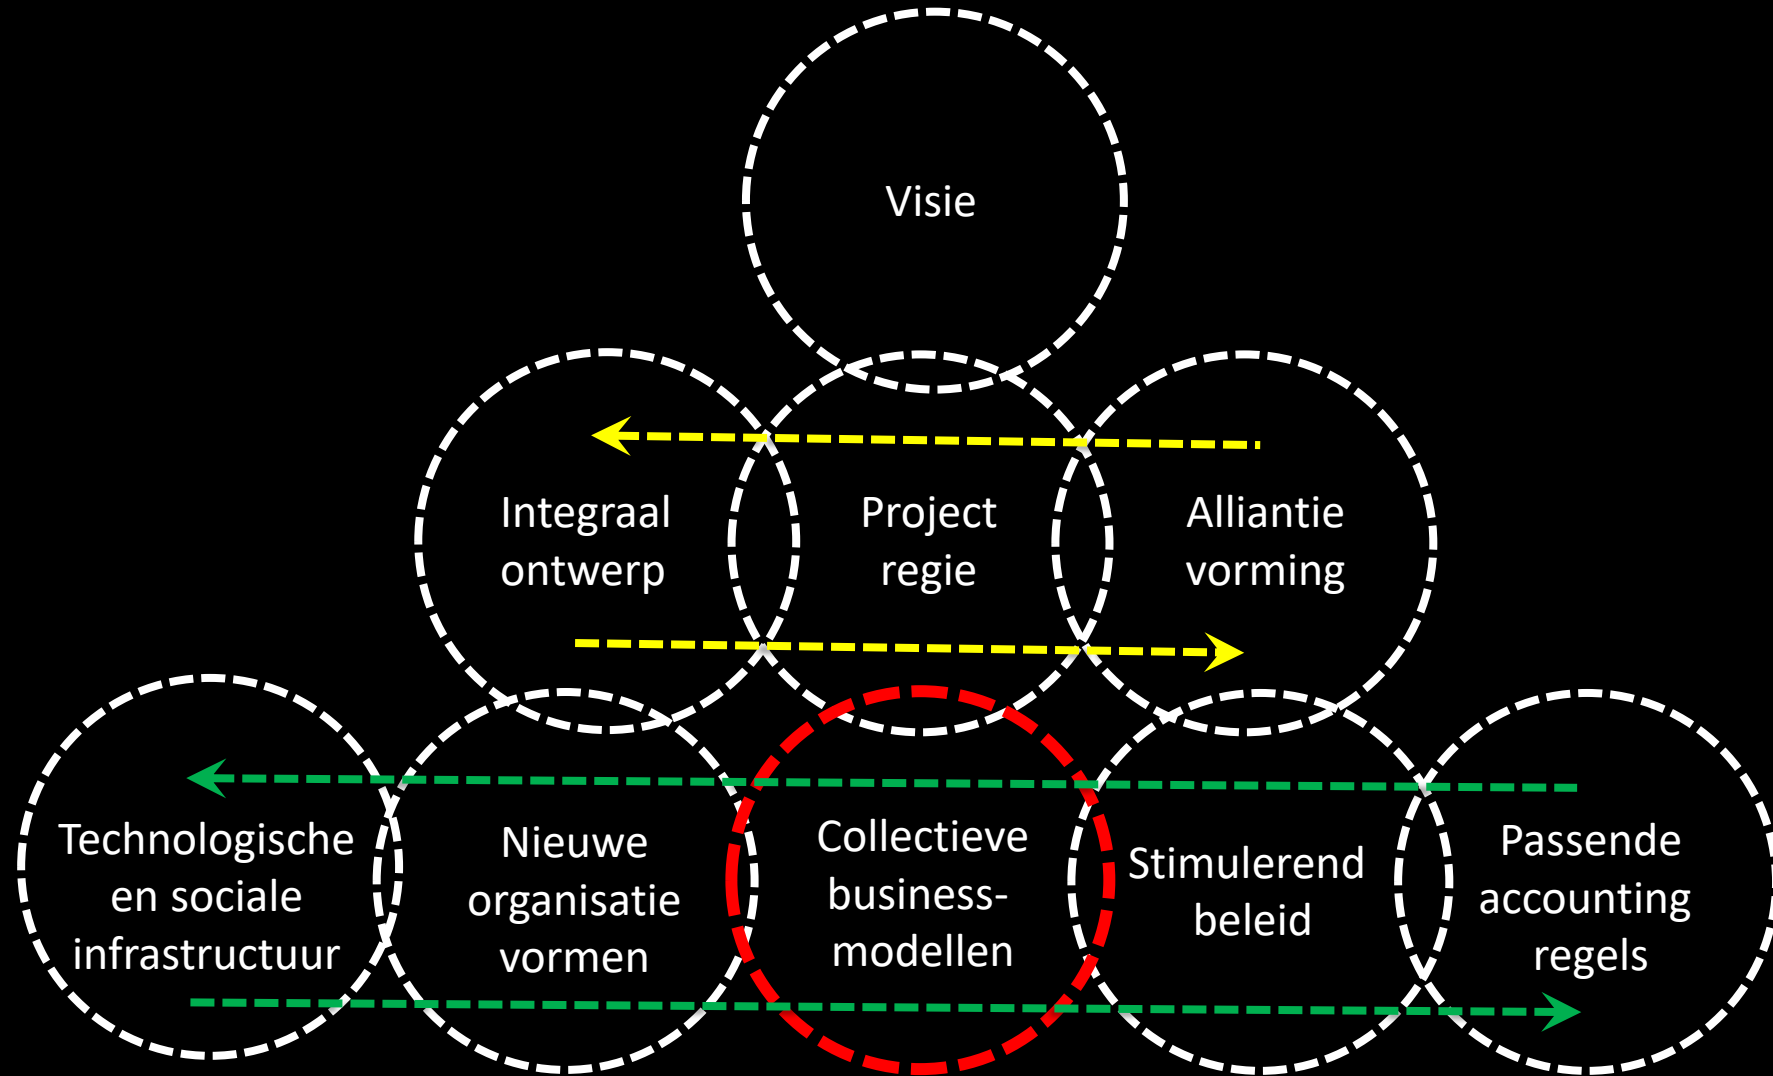 Visie
Integraal
ontwerp
Project
regie
Alliantie
vorming
Technologische
en sociale
infrastructuur
Nieuwe
organisatie
vormen
Collectieve
business-
modellen
Stimulerend
beleid
Passende
accounting
regels